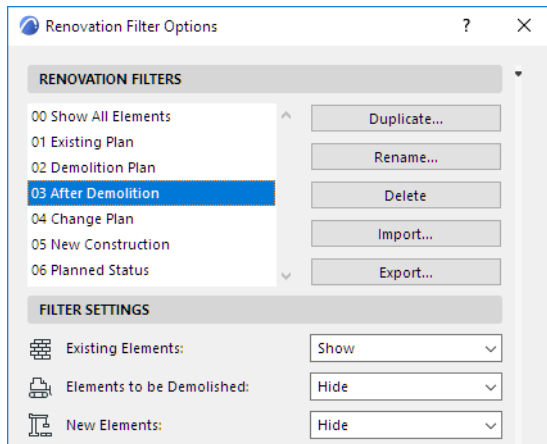 Renovation Filter Options ?
RENOVATION FILTERS
00 Show All Elements
01 Existing Plan
02 Demolition Plan
03 After Demolition
04 Change Plan
05 New Construction
06 Planned Status
Duplicate...
Rename...
Delete
Import...
Export...
FILTER SETTINGS
Existing Elements: Show
Elements to be Demolished: Hide
New Elements: Hide